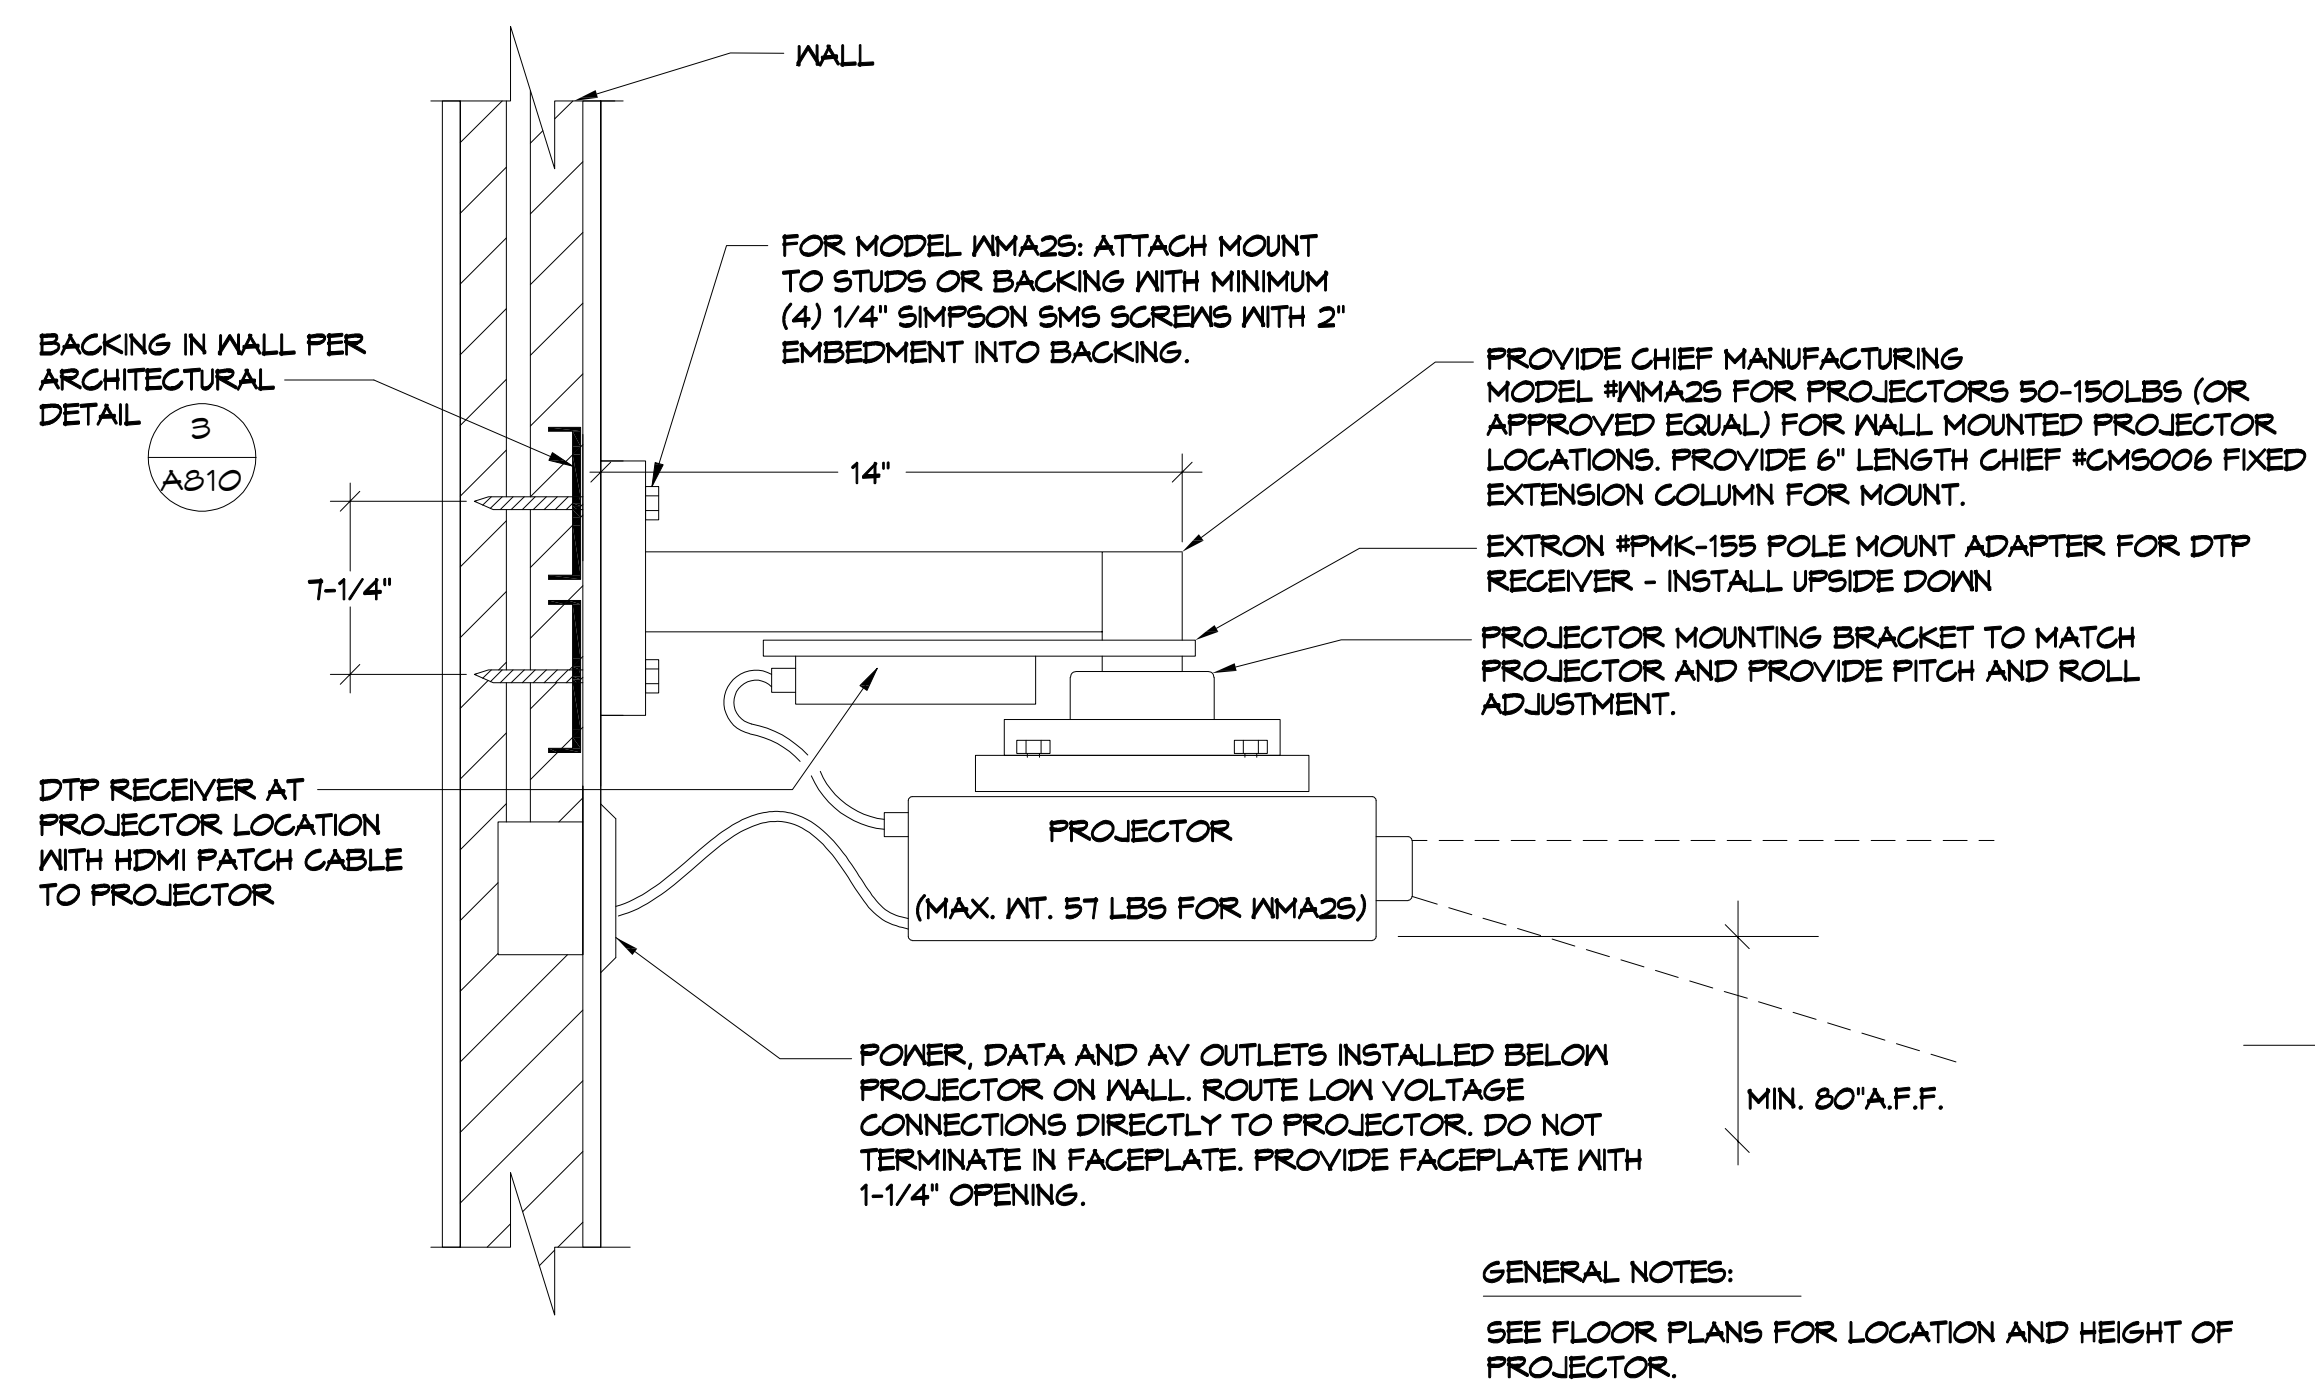 WALL
FOR MODEL WMA2S: ATTACH MOUNT
TO STUDS OR BACKING WITH MINIMUM
(4) 1/4" SIMPSON SMS SCREWS WITH 2"
EMBEDMENT INTO BACKING.
BACKING IN WALL PER
ARCHITECTURAL
DETAIL
3
A810
PROVIDE CHIEF MANUFACTURING
MODEL #WMA2S FOR PROJECTORS 50-150LBS (OR
APPROVED EQUAL) FOR WALL MOUNTED PROJECTOR
LOCATIONS. PROVIDE 6" LENGTH CHIEF #CMS006 FIXED
EXTENSION COLUMN FOR MOUNT.
14"
EXTRON #PMK-155 POLE MOUNT ADAPTER FOR DTP
RECEIVER - INSTALL UPSIDE DOWN
7-1/4"
PROJECTOR MOUNTING BRACKET TO MATCH
PROJECTOR AND PROVIDE PITCH AND ROLL
ADJUSTMENT.
DTP RECEIVER AT
PROJECTOR LOCATION
WITH HDMI PATCH CABLE
TO PROJECTOR
PROJECTOR
(MAX. WT. 57 LBS FOR WMA2S)
POWER, DATA AND AV OUTLETS INSTALLED BELOW
PROJECTOR ON WALL. ROUTE LOW VOLTAGE
CONNECTIONS DIRECTLY TO PROJECTOR. DO NOT
TERMINATE IN FACEPLATE. PROVIDE FACEPLATE WITH
1-1/4" OPENING.
MIN. 80"A.F.F.
GENERAL NOTES:
SEE FLOOR PLANS FOR LOCATION AND HEIGHT OF
PROJECTOR.